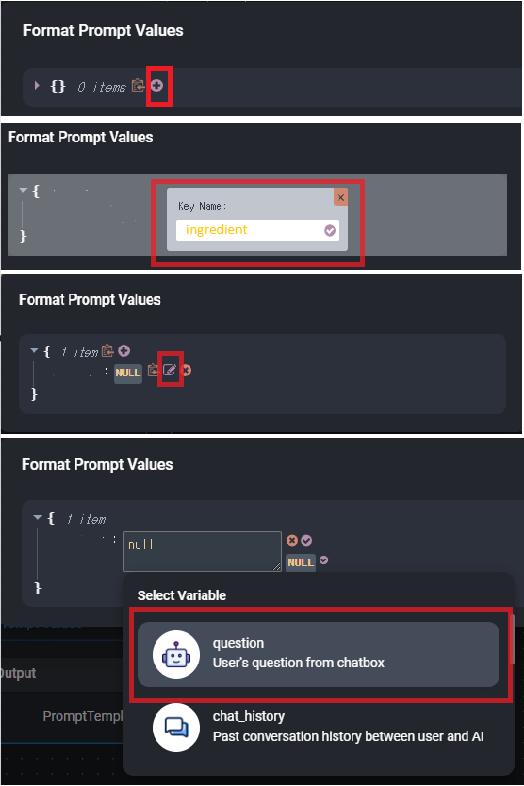 Format Prompt Values
{} 0 items
Format Prompt Values
{
Key Name:
ingredient
}
Format Prompt Values
{ 1 item
: NULL
}
Format Prompt Values
{ 1 item
: null
NULL
}
Select Variable
question
User's question from chatbox
chat_history
Past conversation history between user and AI
Output
PromptTempl